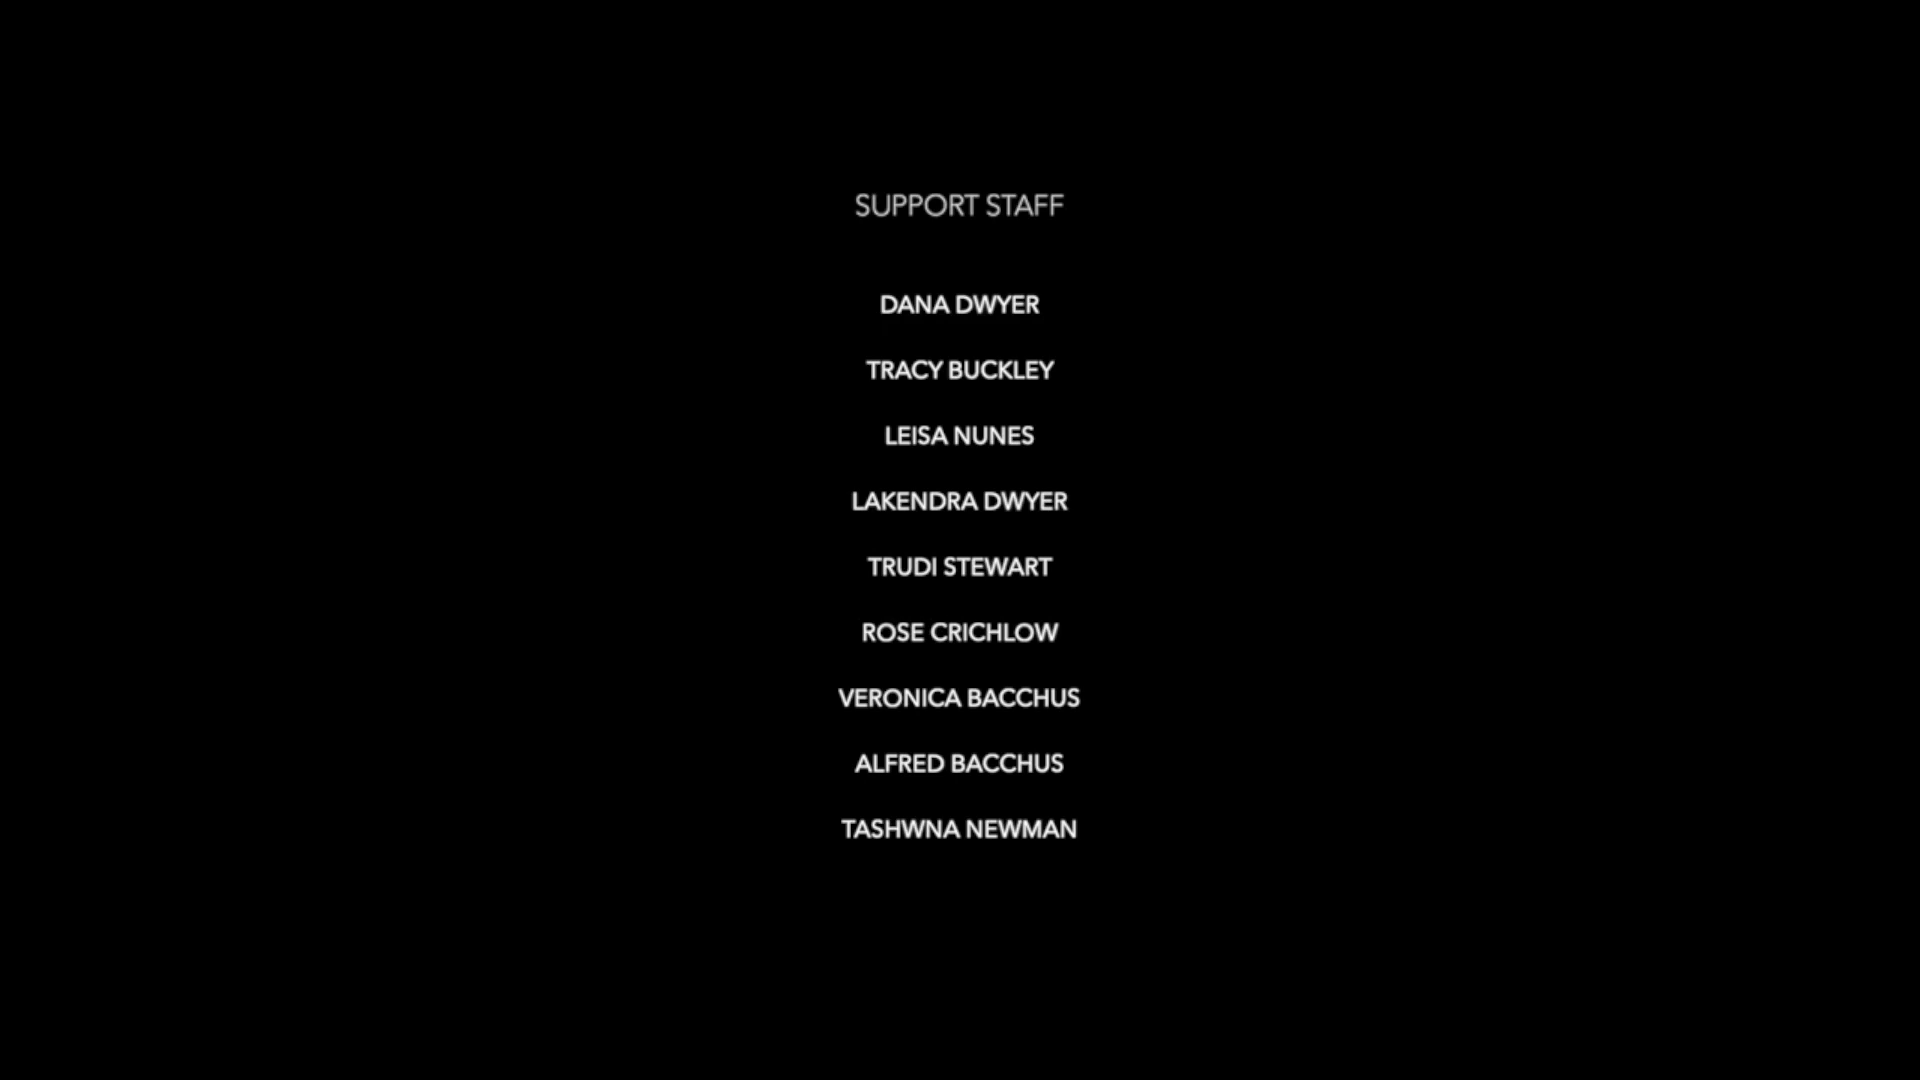 SUPPORT STAFF
DANA DWYER
TRACY BUCKLEY
LEISA NUNES
LAKENDRA DWYER
TRUDI STEWART
ROSE CRICHLOW
VERONICA BACCHUS
ALFRED BACCHUS
TASHWNA NEWMAN